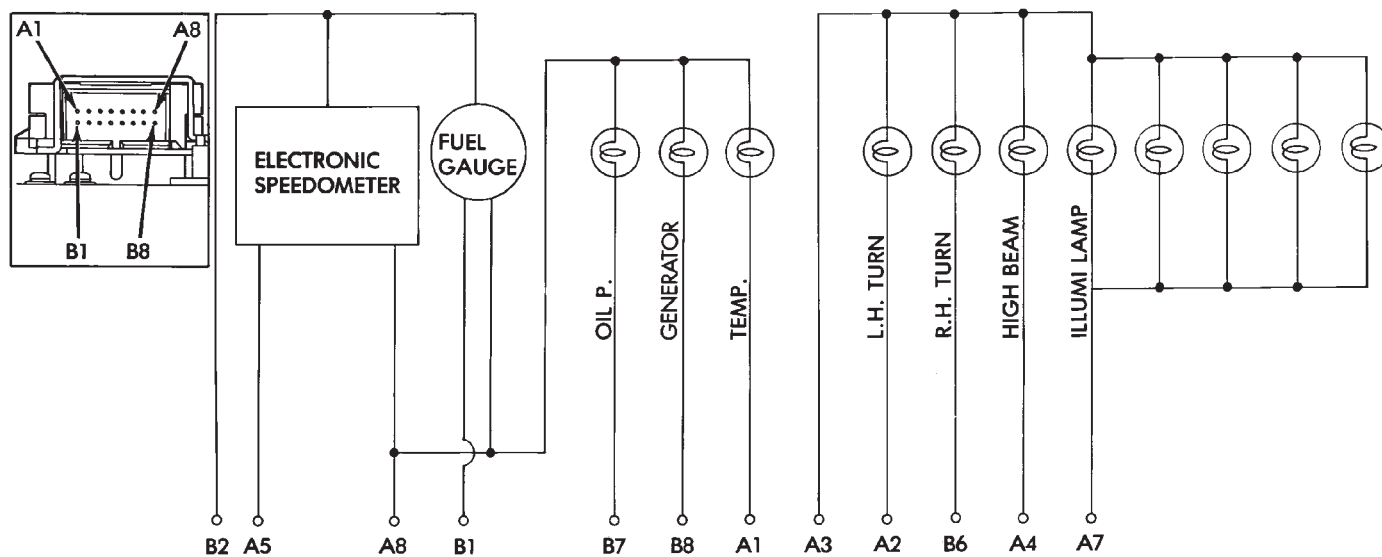 A1
A8
B1
B8
ELECTRONIC
SPEEDOMETER
FUEL
GAUGE
OIL P.
GENERATOR
TEMP.
L.H. TURN
R.H. TURN
HIGH BEAM
ILLUMI LAMP
B2 A5 A8 B1 B7 B8 A1 A3 A2 B6 A4 A7